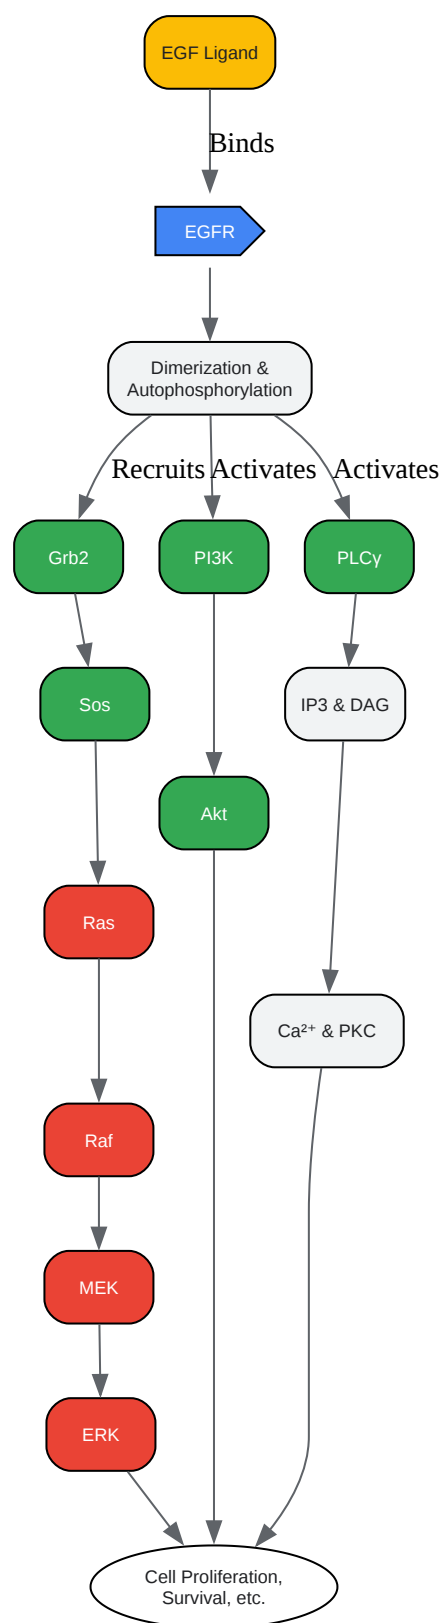 EGF Ligand
Binds
EGFR
Dimerization &
Autophosphorylation
Recruits
Activates
Activates
Grb2
PI3K
PLCγ
Sos
IP3 & DAG
Akt
Ras
Ca²⁺ & PKC
Raf
MEK
ERK
Cell Proliferation,
Survival, etc.